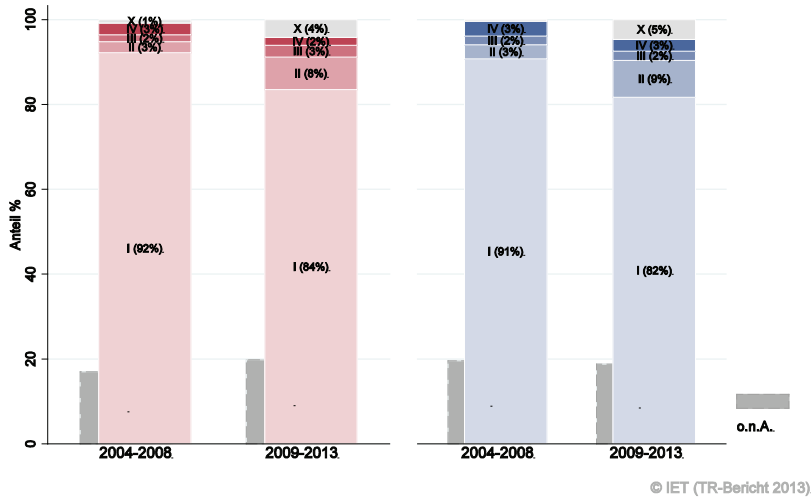 Anteil %
100
80
60
40
20
0
X (1%)
IV (3%)
III (2%)
II (3%)
I (92%)
2004-2008
X (4%)
IV (2%)
III (3%)
II (8%)
I (84%)
2009-2013
IV (3%)
III (2%)
II (3%)
I (91%)
2004-2008
X (5%)
IV (3%)
III (2%)
II (9%)
I (82%)
2009-2013
o.n.A.
© IET (TR-Bericht 2013)